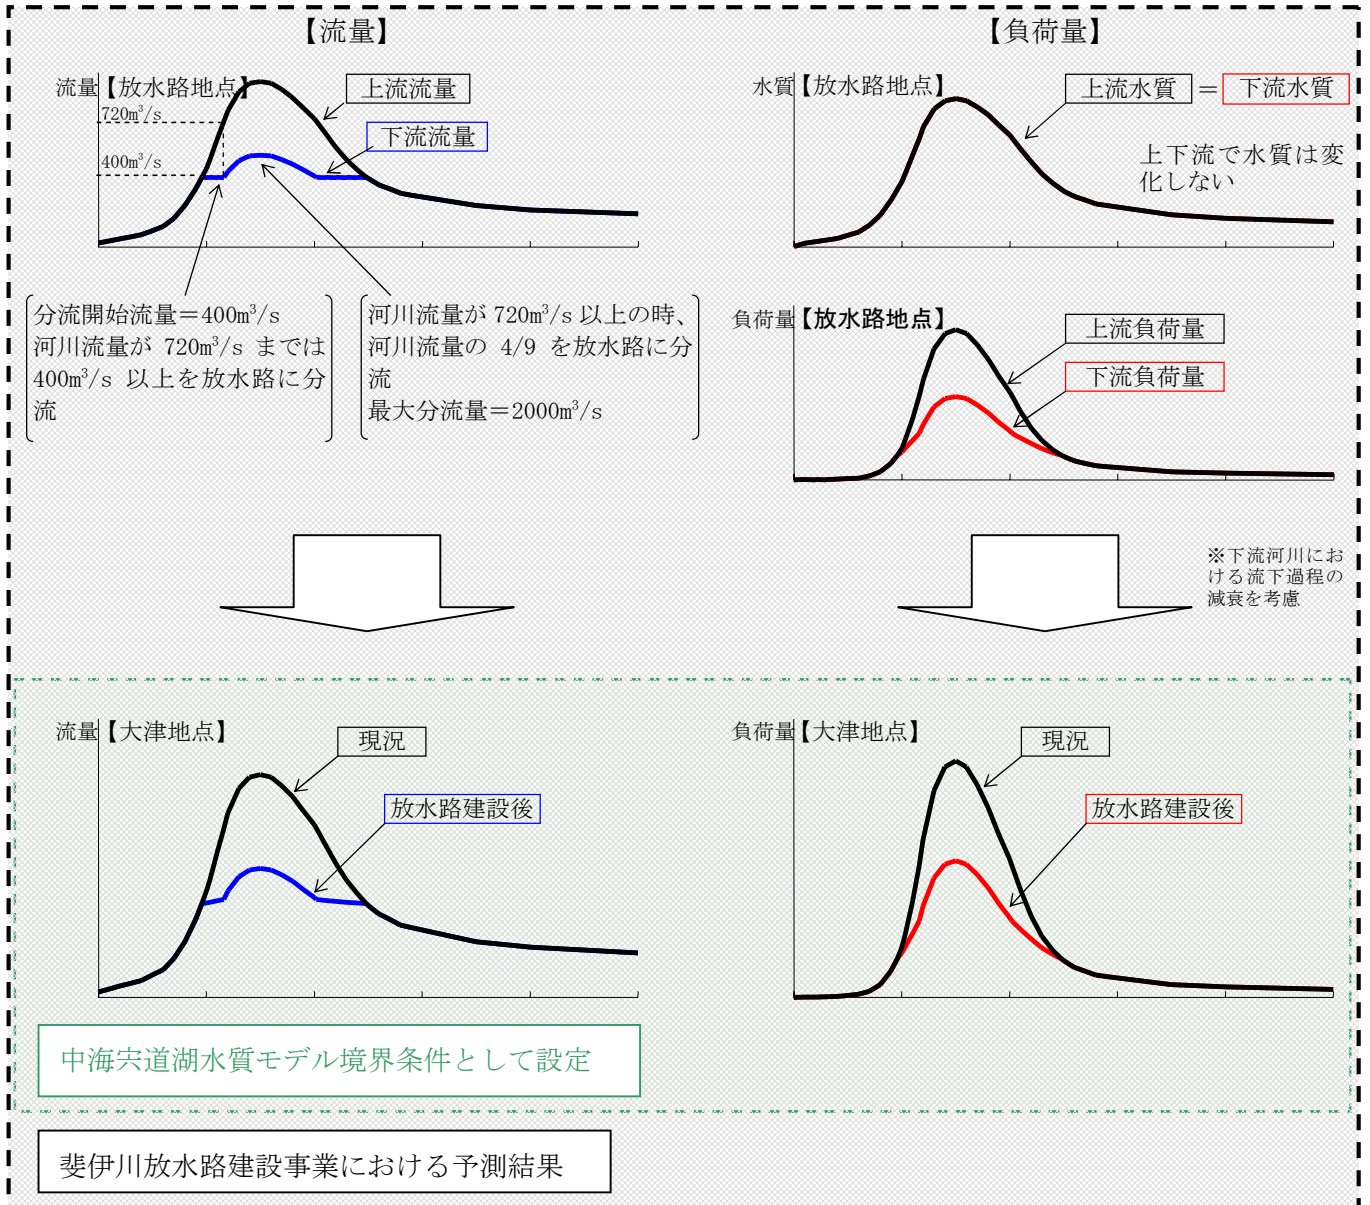 【流量】
流量【放水路地点】
上流流量
720m³/s
下流流量
400m³/s
分流開始流量＝400m³/s
河川流量が 720m³/s までは
400m³/s 以上を放水路に分
流
河川流量が 720m³/s 以上の時、
河川流量の 4/9 を放水路に分
流
最大分流量＝2000m³/s
【負荷量】
水質【放水路地点】
上流水質 ＝ 下流水質
上下流で水質は変
化しない
負荷量【放水路地点】
上流負荷量
下流負荷量
※下流河川にお
ける流下過程の
減衰を考慮
流量【大津地点】
現況
放水路建設後
負荷量【大津地点】
現況
放水路建設後
中海宍道湖水質モデル境界条件として設定
斐伊川放水路建設事業における予測結果